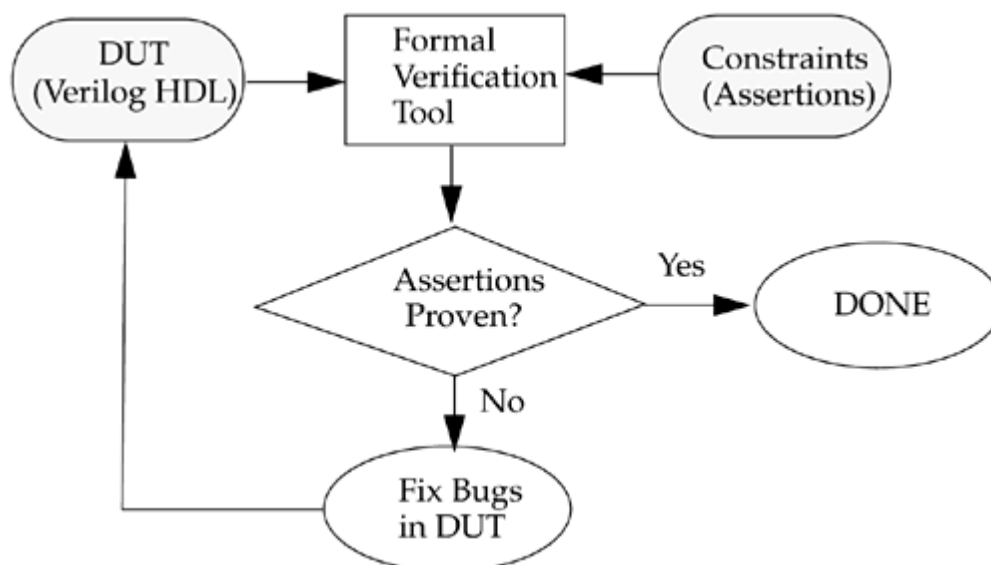 DUT
(Verilog HDL)
Formal
Verification
Tool
Constraints
(Assertions)
Assertions
Proven?
Yes
DONE
No
Fix Bugs
in DUT